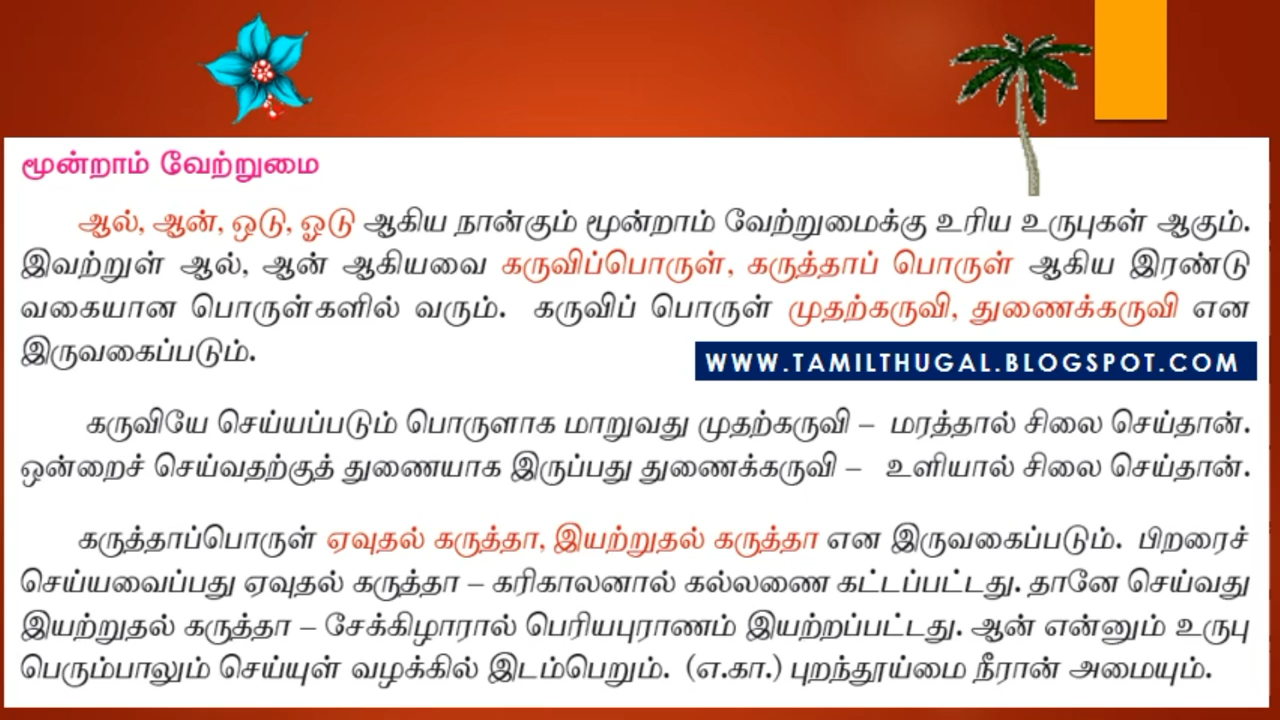 மூன்றாம் வேற்றுமை
ஆல், ஆன், ஒடு, ஓடு ஆகிய நான்கும் மூன்றாம் வேற்றுமைக்கு உரிய உருபுகள் ஆகும்.
இவற்றுள் ஆல், ஆன் ஆகியவை கருவிப்பொருள், கருத்தாப் பொருள் ஆகிய இரண்டு
வகையான பொருள்களில் வரும். கருவிப் பொருள் முதற்கருவி, துணைக்கருவி என
இருவகைப்படும்.
WWW.TAMILTHUGAL.BLOGSPOT.COM
கருவியே செய்யப்படும் பொருளாக மாறுவது முதற்கருவி – மரத்தால் சிலை செய்தான்.
ஒன்றைச் செய்வதற்குத் துணையாக இருப்பது துணைக்கருவி – உளியால் சிலை செய்தான்.
கருத்தாப்பொருள் ஏவுதல் கருத்தா, இயற்றுதல் கருத்தா என இருவகைப்படும். பிறரைச்
செய்யவைப்பது ஏவுதல் கருத்தா – கரிகாலனால் கல்லணை கட்டப்பட்டது. தானே செய்வது
இயற்றுதல் கருத்தா – சேக்கிழாரால் பெரியபுராணம் இயற்றப்பட்டது. ஆன் என்னும் உருபு
பெரும்பாலும் செய்யுள் வழக்கில் இடம்பெறும். (எ.கா.) புறந்தூய்மை நீரான் அமையும்.